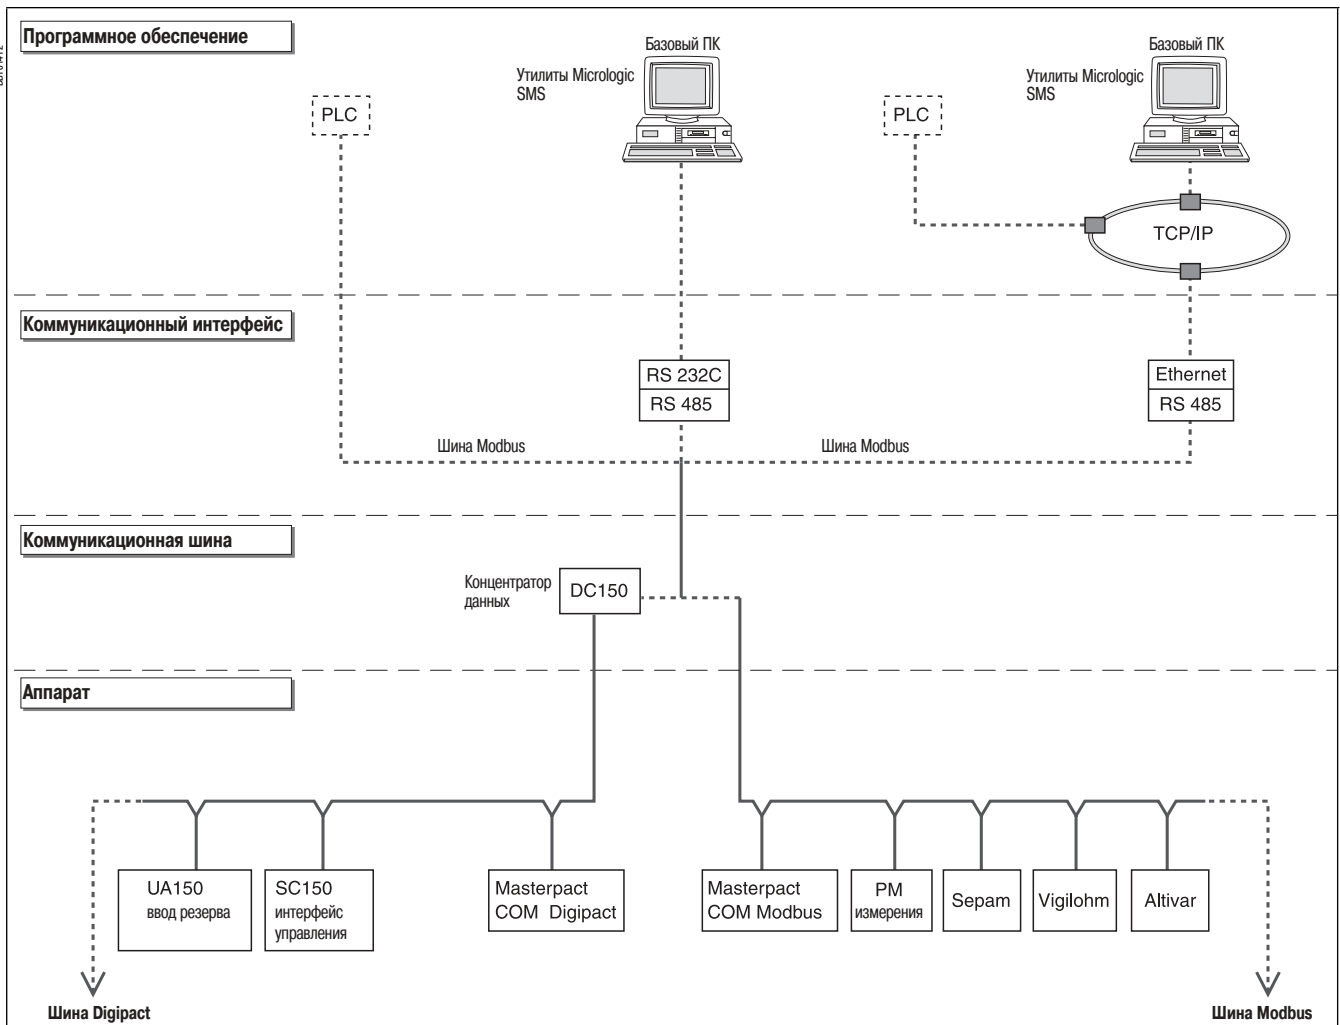 Программное обеспечение
Базовый ПК
Утилиты Micrologic
SMS
PLC
Базовый ПК
Утилиты Micrologic
SMS
PLC
TCP/IP
Коммуникационный интерфейс
RS 232C
RS 485
Ethernet
RS 485
Шина Modbus
Шина Modbus
Коммуникационная шина
Концентратор
данных
DC150
Аппарат
UA150
ввод резерва
SC150
интерфейс
управления
Masterpact
COM Digipact
Masterpact
COM Modbus
PM
измерения
Sepam
Vigilohm
Altivar
Шина Digipact
Шина Modbus